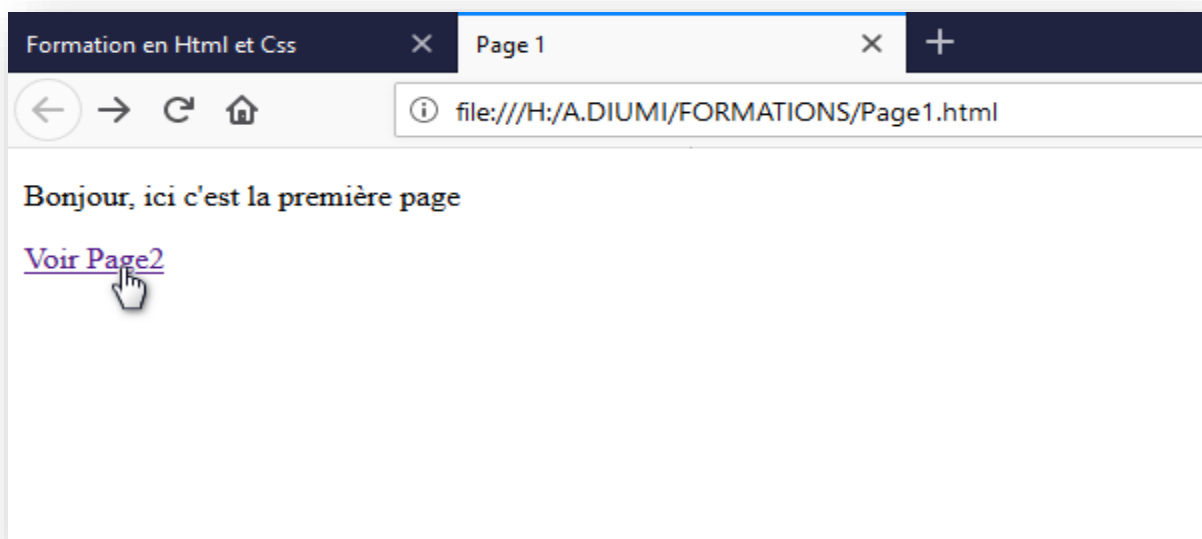 Formation en Html et Css
Page 1
file:///H:/A.DIUMI/FORMATIONS/Page1.html
Bonjour, ici c'est la première page
Voir Page2